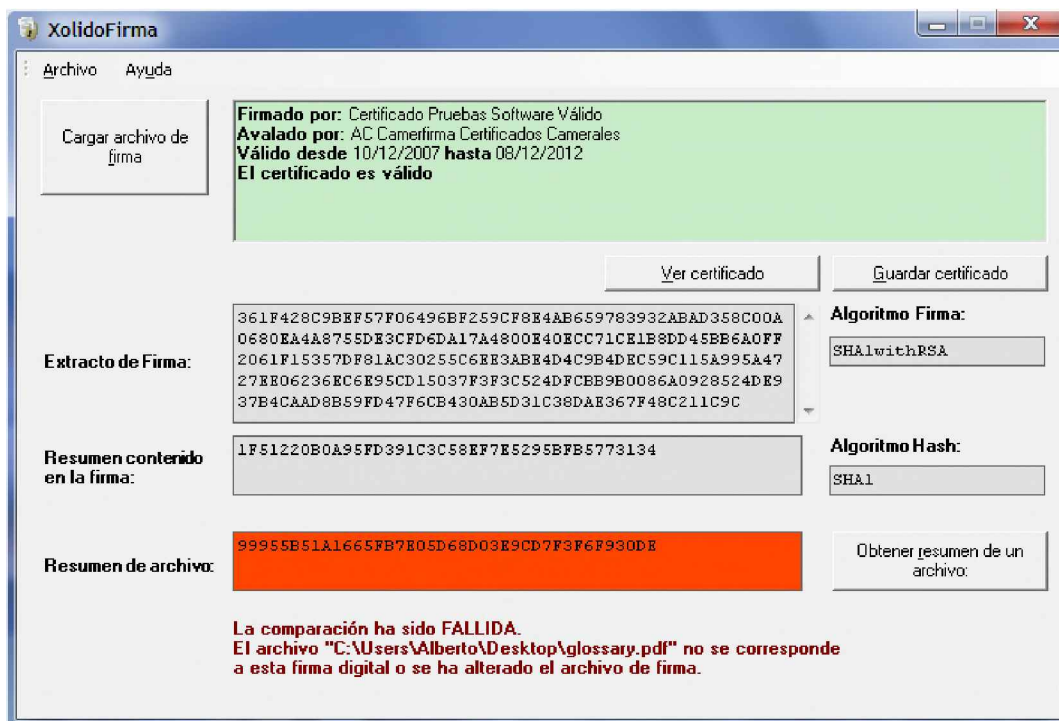 XolidoFirma
Archivo Ayuda
Cargar archivo de
firma
Firmado por: Certificado Pruebas Software Válido
Avalado por: AC Camerfirma Certificados Camerales
Válido desde 10/12/2007 hasta 08/12/2012
El certificado es válido
Ver certificado
Guardar certificado
Extracto de Firma:
361F428C9BEF57F06496BF259CF8E4AB659783932ABAD358C00A
0680EA4A8755DE3CFD6DA17A4800E40ECC71CE1B8DD45BB6A0FF
2061F15357DF81AC30255C6EE3ABE4D4C9B4DEC59C115A995A47
27EE06236EC6E95CD15037F3F3C524DFCBB9B0086A0928524DE9
37B4CAAD8B59FD47F6CB430AB5D31C38DAE367F48C211C9C
Algoritmo Firma:
SHA1withRSA
Resumen contenido
en la firma:
1F51220B0A95FD391C3C58EF7E5295BFB5773134
Algoritmo Hash:
SHA1
Resumen de archivo:
99955B51A1665FB7E05D68D03E9CD7F3F6F930DE
Obtener resumen de un
archivo:
La comparación ha sido FALLIDA.
El archivo "C:\Users\Alberto\Desktop\glossary.pdf" no se corresponde
a esta firma digital o se ha alterado el archivo de firma.